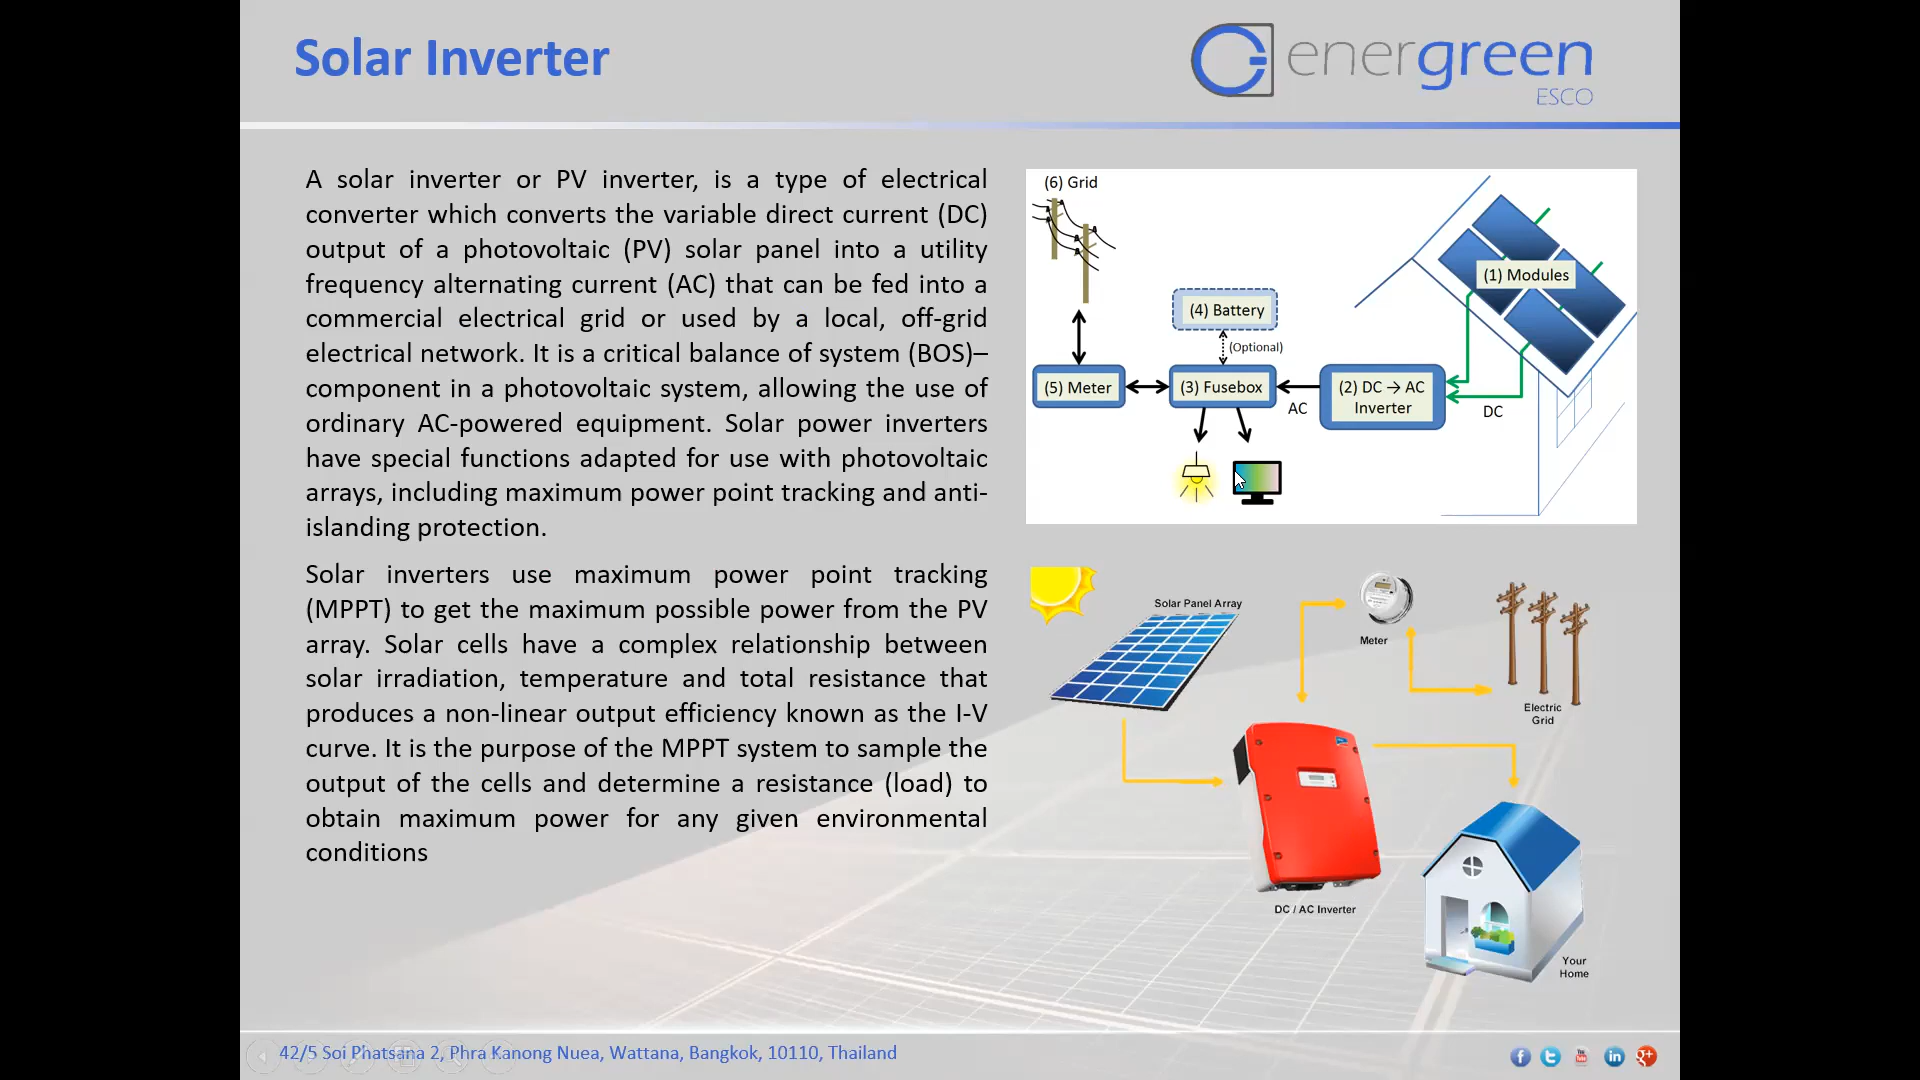 Solar Inverter
energreen
ESCO
A solar inverter or PV inverter, is a type of electrical
converter which converts the variable direct current (DC)
output of a photovoltaic (PV) solar panel into a utility
frequency alternating current (AC) that can be fed into a
commercial electrical grid or used by a local, off-grid
electrical network. It is a critical balance of system (BOS)–
component in a photovoltaic system, allowing the use of
ordinary AC-powered equipment. Solar power inverters
have special functions adapted for use with photovoltaic
arrays, including maximum power point tracking and anti-
islanding protection.
Solar inverters use maximum power point tracking
(MPPT) to get the maximum possible power from the PV
array. Solar cells have a complex relationship between
solar irradiation, temperature and total resistance that
produces a non-linear output efficiency known as the I-V
curve. It is the purpose of the MPPT system to sample the
output of the cells and determine a resistance (load) to
obtain maximum power for any given environmental
conditions
(6) Grid
(1) Modules
(4) Battery
(Optional)
(5) Meter
(3) Fusebox
(2) DC → AC
Inverter
AC
DC
Solar Panel Array
Meter
Electric
Grid
DC / AC Inverter
Your
Home
42/5 Soi Phatsana 2, Phra Kanong Nuea, Wattana, Bangkok, 10110, Thailand